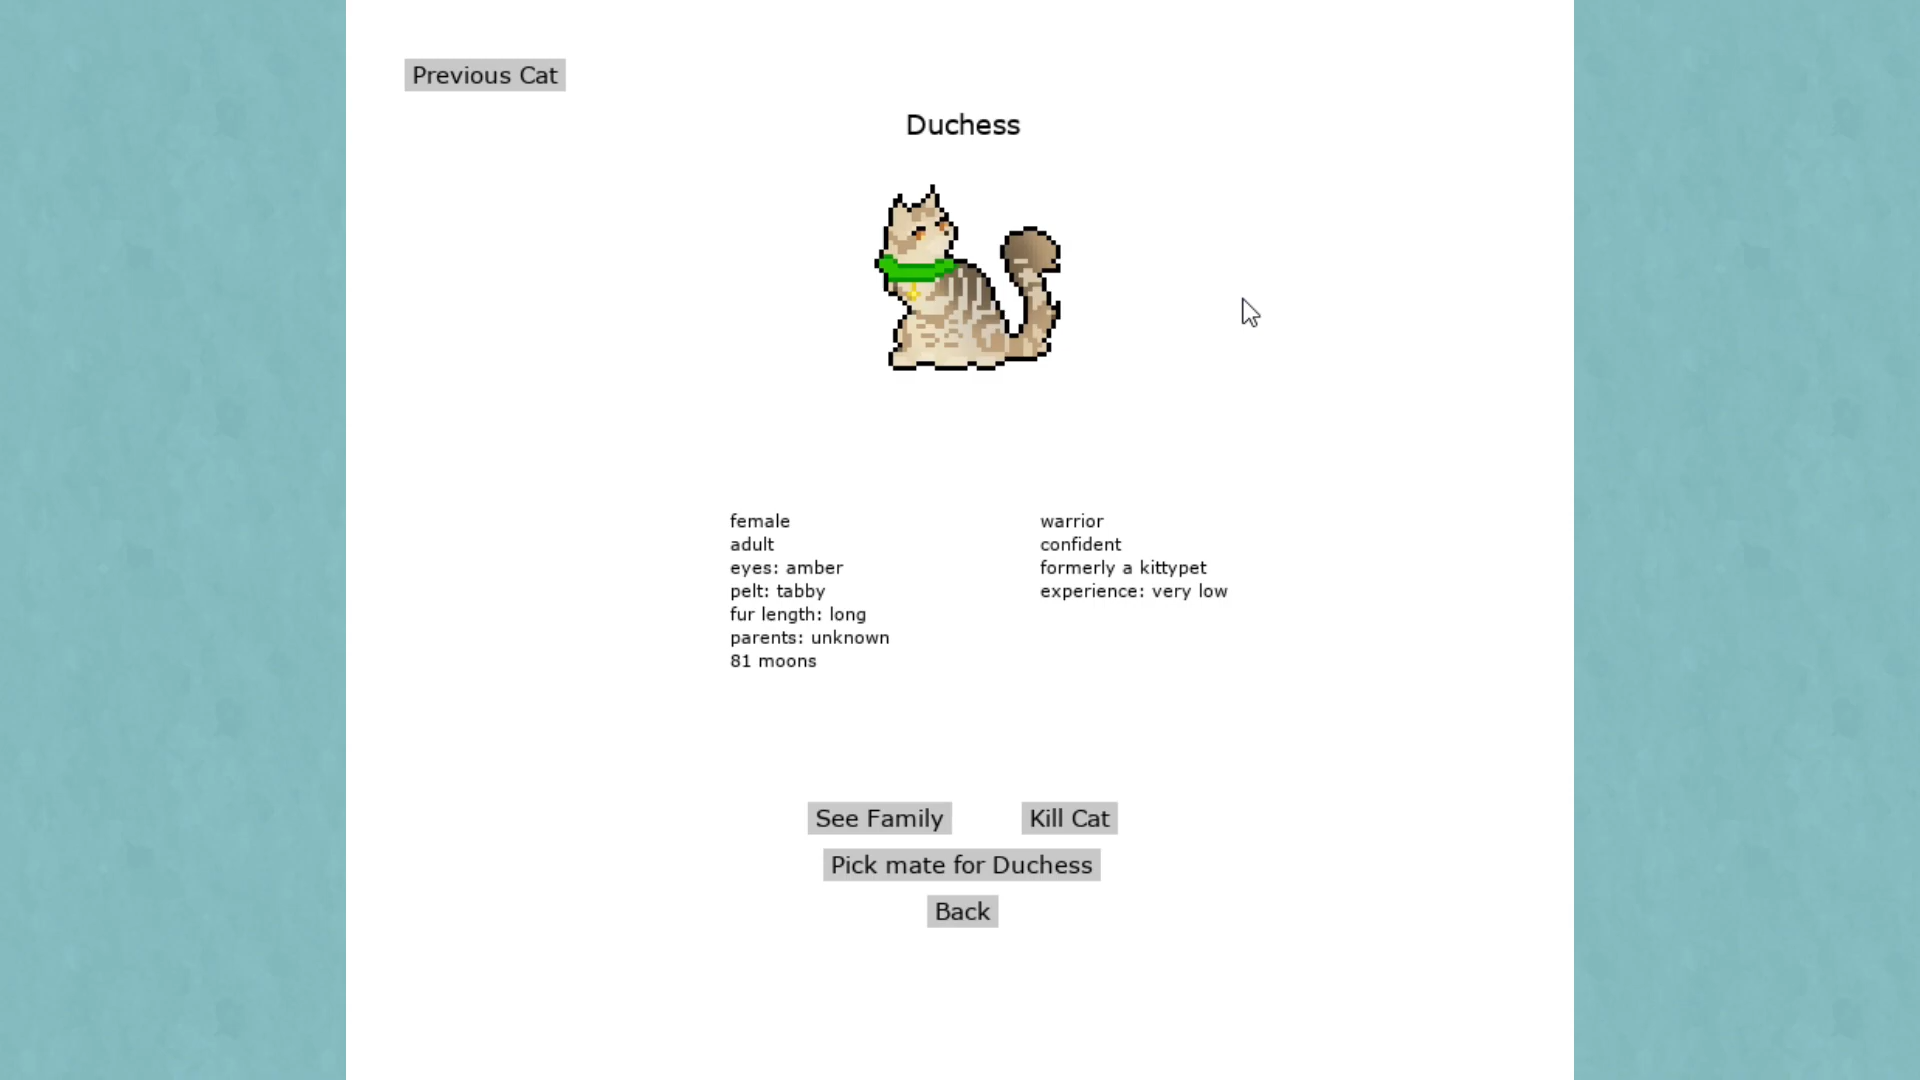 Previous Cat
Duchess
female
adult
eyes: amber
pelt: tabby
fur length: long
parents: unknown
81 moons
warrior
confident
formerly a kittypet
experience: very low
See Family
Kill Cat
Pick mate for Duchess
Back